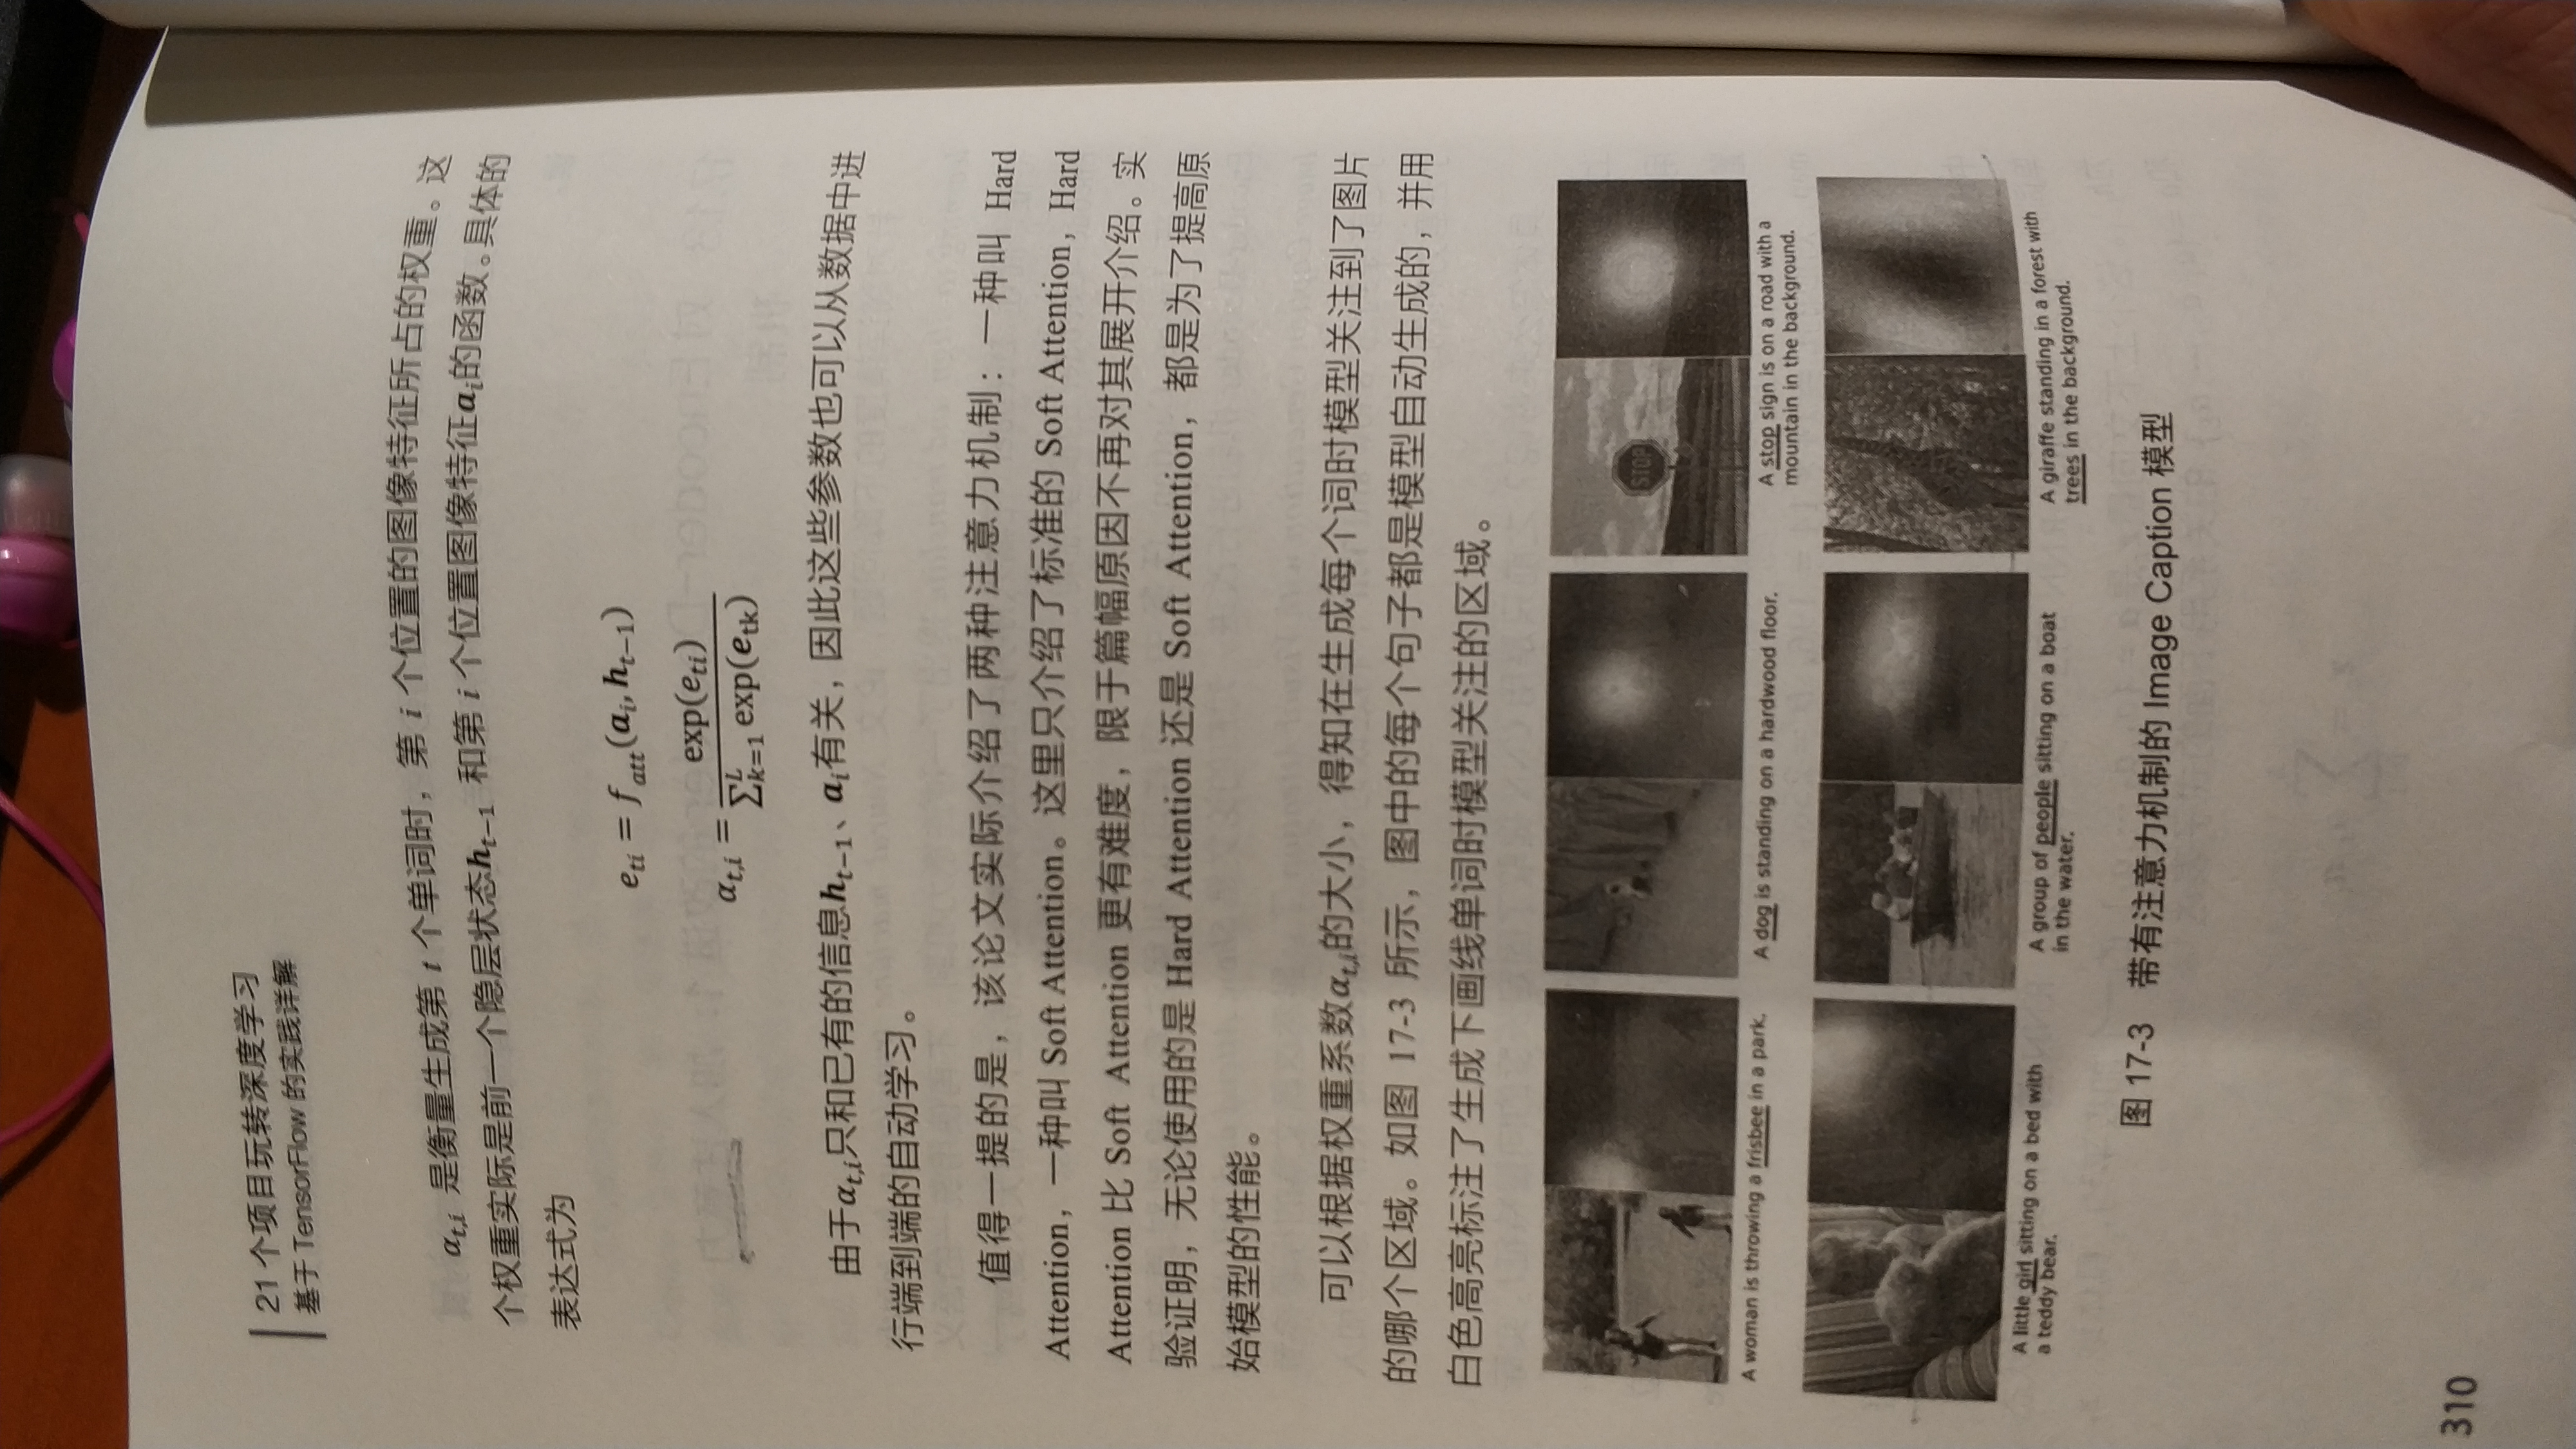 21 个项目玩转深度学习
基于 TensorFlow 的实践详解
α_{t,i} 是衡量生成第 t 个单词时，第 i 个位置的图像特征所占的权重。这
个权重实际是前一个隐层状态h_{t−1} 和第 i 个位置图像特征a_i的函数。具体的
表达式为
e_{ti} = f_{att}(a_i, h_{t−1})
α_{t,i} = exp(e_{ti}) / ∑_{k=1}^{L} exp(e_{tk})
由于α_{t,i}只和已有的信息h_{t−1}、a_i有关，因此这些参数也可以从数据中进
行端到端的自动学习。
值得一提的是，该论文实际介绍了两种注意力机制：一种叫 Hard
Attention，一种叫 Soft Attention。这里只介绍了标准的 Soft Attention，Hard
Attention 比 Soft Attention 更有难度，限于篇幅原因不再对其展开介绍。实
验证明，无论使用的是 Hard Attention 还是 Soft Attention，都是为了提高原
始模型的性能。
可以根据权重系数α_{t,i}的大小，得知在生成每个词时模型关注到了图片
的哪个区域。如图 17-3 所示，图中的每个句子都是模型自动生成的，并用
白色高亮标注了生成下画线单词时模型关注的区域。
STOP
A woman is throwing a frisbee in a park.
A dog is standing on a hardwood floor.
A stop sign is on a road with a
mountain in the background.
A little girl sitting on a bed with
a teddy bear.
A group of people sitting on a boat
in the water.
A giraffe standing in a forest with
trees in the background.
图 17-3 带有注意力机制的 Image Caption 模型
310